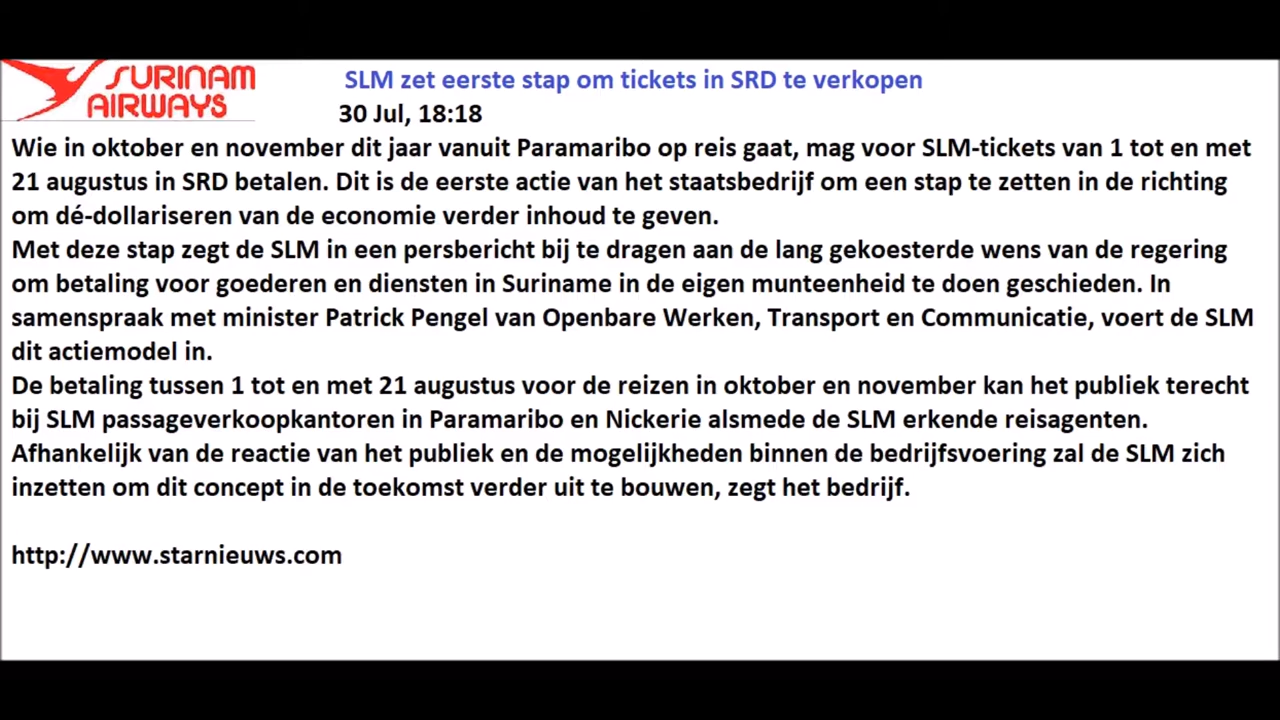 SURINAM
AIRWAYS
SLM zet eerste stap om tickets in SRD te verkopen
30 Jul, 18:18
Wie in oktober en november dit jaar vanuit Paramaribo op reis gaat, mag voor SLM-tickets van 1 tot en met
21 augustus in SRD betalen. Dit is de eerste actie van het staatsbedrijf om een stap te zetten in de richting
om dé-dollariseren van de economie verder inhoud te geven.
Met deze stap zegt de SLM in een persbericht bij te dragen aan de lang gekoesterde wens van de regering
om betaling voor goederen en diensten in Suriname in de eigen munteenheid te doen geschieden. In
samenspraak met minister Patrick Pengel van Openbare Werken, Transport en Communicatie, voert de SLM
dit actiemodel in.
De betaling tussen 1 tot en met 21 augustus voor de reizen in oktober en november kan het publiek terecht
bij SLM passageverkoopkantoren in Paramaribo en Nickerie alsmede de SLM erkende reisagenten.
Afhankelijk van de reactie van het publiek en de mogelijkheden binnen de bedrijfsvoering zal de SLM zich
inzetten om dit concept in de toekomst verder uit te bouwen, zegt het bedrijf.
http://www.starnieuws.com